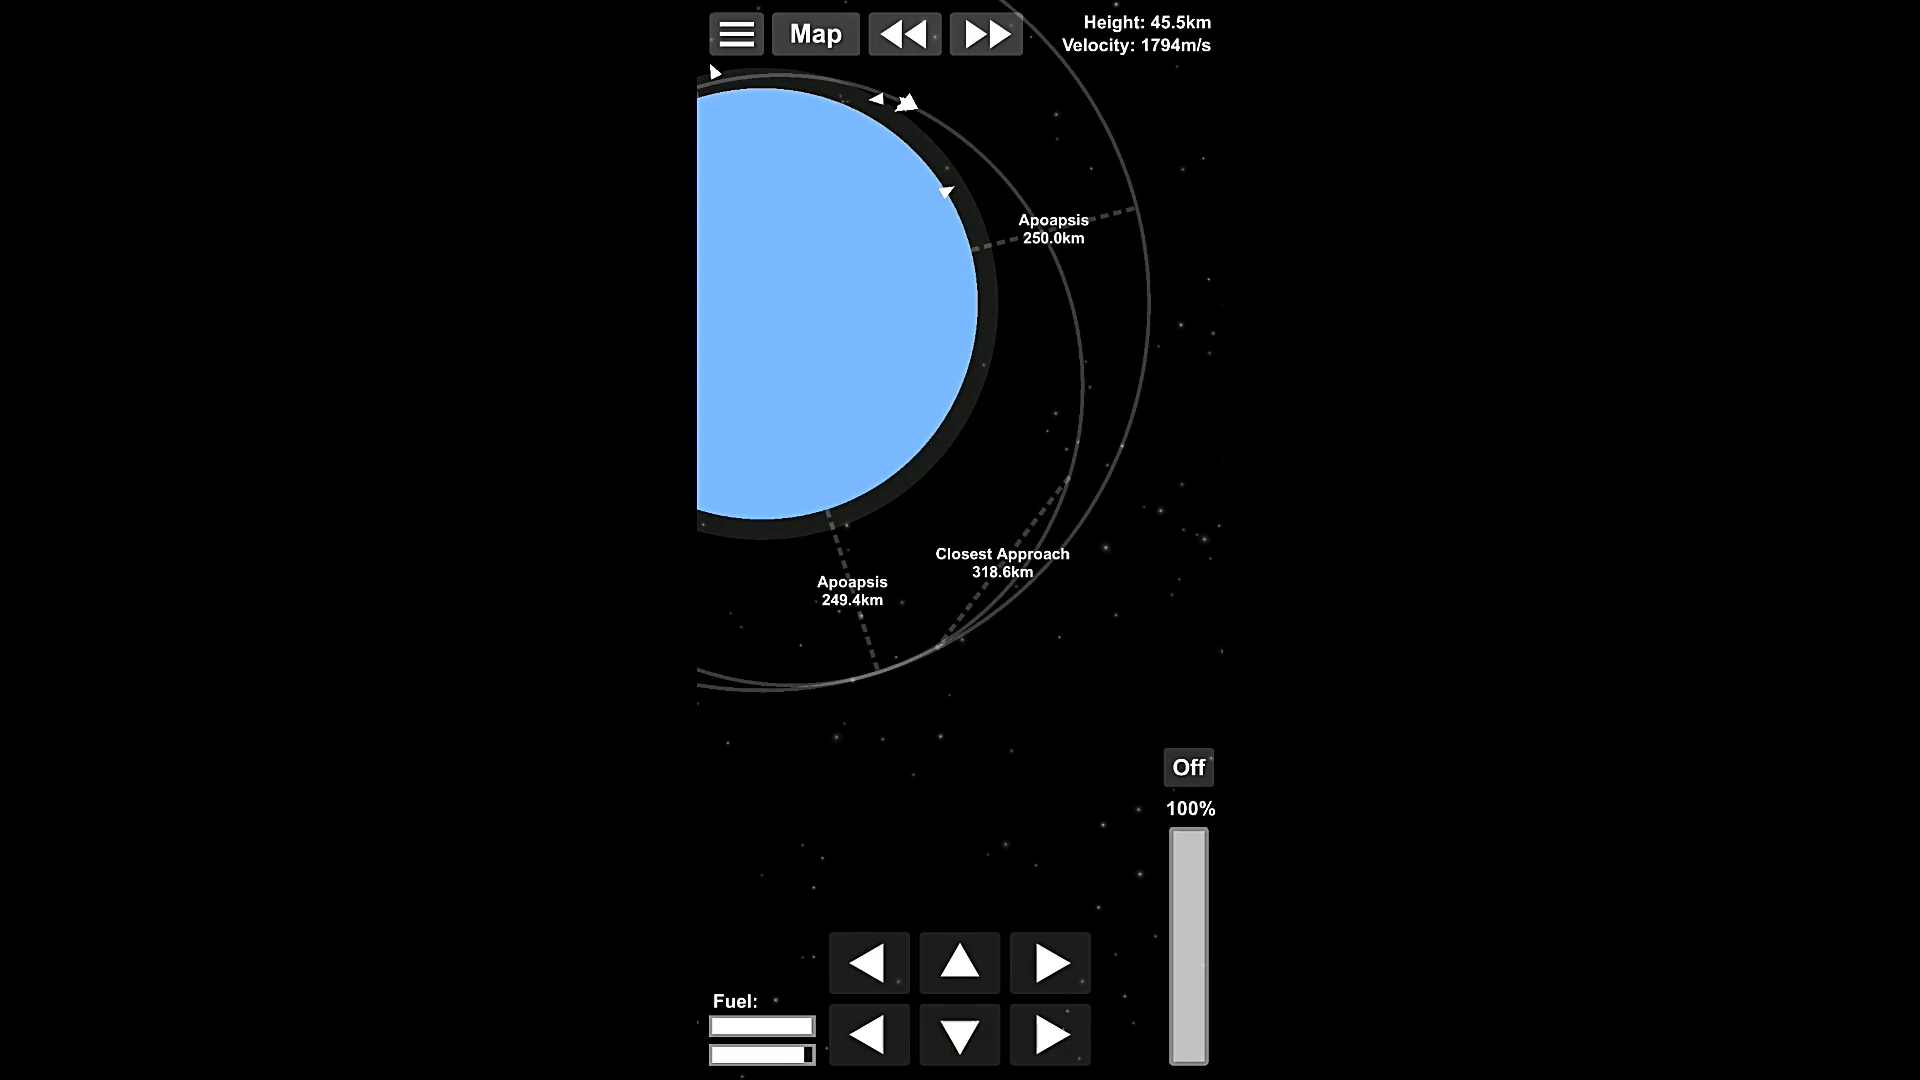 Map
Height: 45.5km
Velocity: 1794m/s
Apoapsis
250.0km
Closest Approach
318.6km
Apoapsis
249.4km
Off
100%
Fuel: